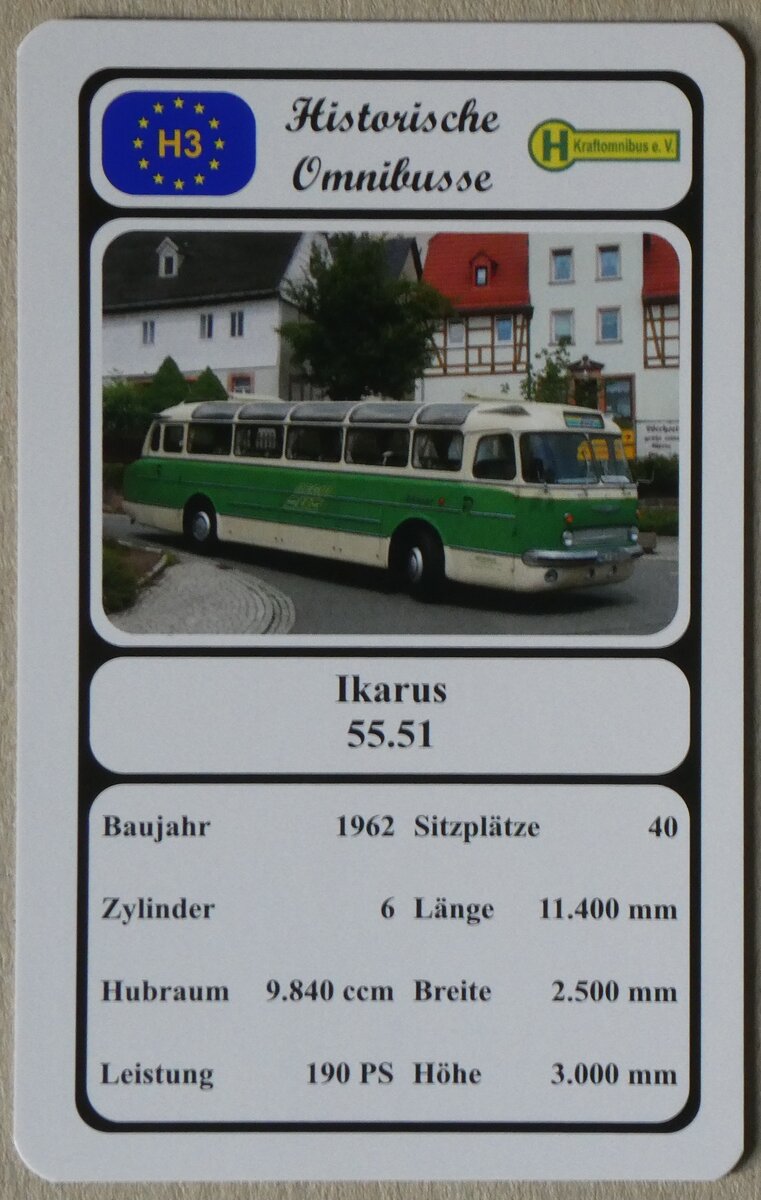 H3
Historische
Omnibusse
H Kraftomnibus e. V.
Ikarus
55.51
Baujahr 1962 Sitzplätze 40
Zylinder 6 Länge 11.400 mm
Hubraum 9.840 ccm Breite 2.500 mm
Leistung 190 PS Höhe 3.000 mm